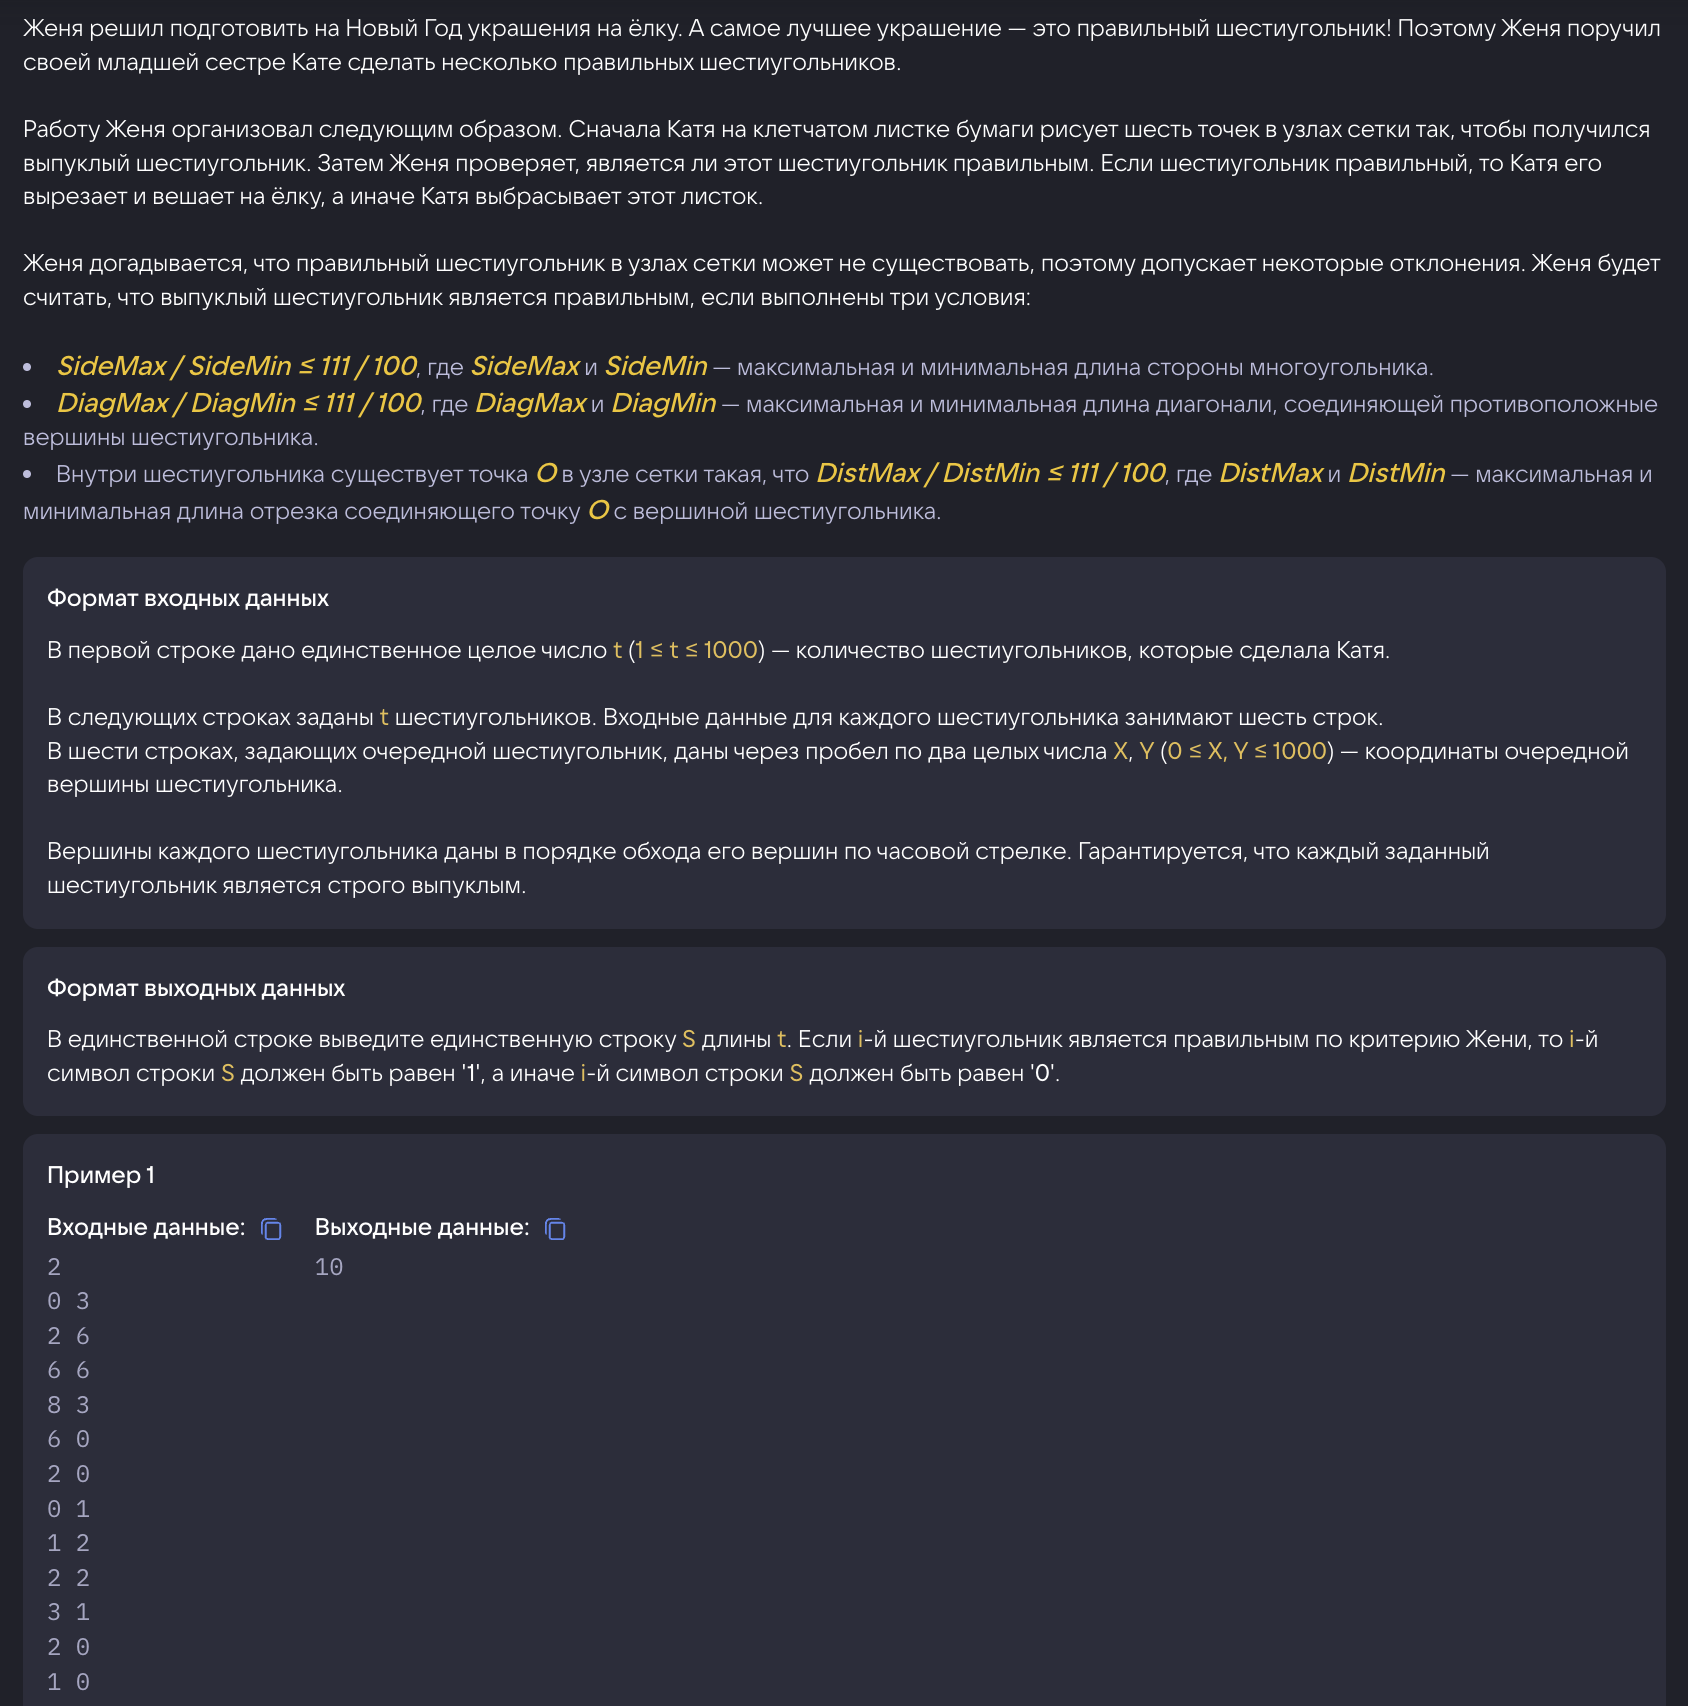 Женя решил подготовить на Новый Год украшения на ёлку. А самое лучшее украшение — это правильный шестиугольник! Поэтому Женя поручил
своей младшей сестре Кате сделать несколько правильных шестиугольников.
Работу Женя организовал следующим образом. Сначала Катя на клетчатом листке бумаги рисует шесть точек в узлах сетки так, чтобы получился
выпуклый шестиугольник. Затем Женя проверяет, является ли этот шестиугольник правильным. Если шестиугольник правильный, то Катя его
вырезает и вешает на ёлку, а иначе Катя выбрасывает этот листок.
Женя догадывается, что правильный шестиугольник в узлах сетки может не существовать, поэтому допускает некоторые отклонения. Женя будет
считать, что выпуклый шестиугольник является правильным, если выполнены три условия:
• SideMax / SideMin ≤ 111 / 100, где SideMax и SideMin — максимальная и минимальная длина стороны многоугольника.
• DiagMax / DiagMin ≤ 111 / 100, где DiagMax и DiagMin — максимальная и минимальная длина диагонали, соединяющей противоположные
вершины шестиугольника.
• Внутри шестиугольника существует точка O в узле сетки такая, что DistMax / DistMin ≤ 111 / 100, где DistMax и DistMin — максимальная и
минимальная длина отрезка соединяющего точку O с вершиной шестиугольника.
Формат входных данных
В первой строке дано единственное целое число t (1 ≤ t ≤ 1000) — количество шестиугольников, которые сделала Катя.
В следующих строках заданы t шестиугольников. Входные данные для каждого шестиугольника занимают шесть строк.
В шести строках, задающих очередной шестиугольник, даны через пробел по два целых числа X, Y (0 ≤ X, Y ≤ 1000) — координаты очередной
вершины шестиугольника.
Вершины каждого шестиугольника даны в порядке обхода его вершин по часовой стрелке. Гарантируется, что каждый заданный
шестиугольник является строго выпуклым.
Формат выходных данных
В единственной строке выведите единственную строку S длины t. Если i-й шестиугольник является правильным по критерию Жени, то i-й
символ строки S должен быть равен '1', а иначе i-й символ строки S должен быть равен '0'.
Пример 1
Входные данные: Выходные данные:
2 10
0 3
2 6
6 6
8 3
6 0
2 0
0 1
1 2
2 2
3 1
2 0
1 0